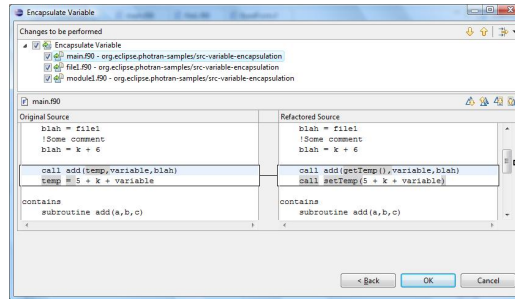 Encapsulate Variable
Changes to be performed
Encapsulate Variable
main.f90 - org.eclipse.photran-samples/src-variable-encapsulation
file1.f90 - org.eclipse.photran-samples/src-variable-encapsulation
module1.f90 - org.eclipse.photran-samples/src-variable-encapsulation
main.f90
Original Source
blah = file1
!Some comment
blah = k + 6
call add(temp,variable,blah)
temp = 5 + k + variable
contains
subroutine add(a,b,c)
Refactored Source
blah = file1
!Some comment
blah = k + 6
call add(getTemp(),variable,blah)
call setTemp(5 + k + variable)
contains
subroutine add(a,b,c)
< Back
OK
Cancel